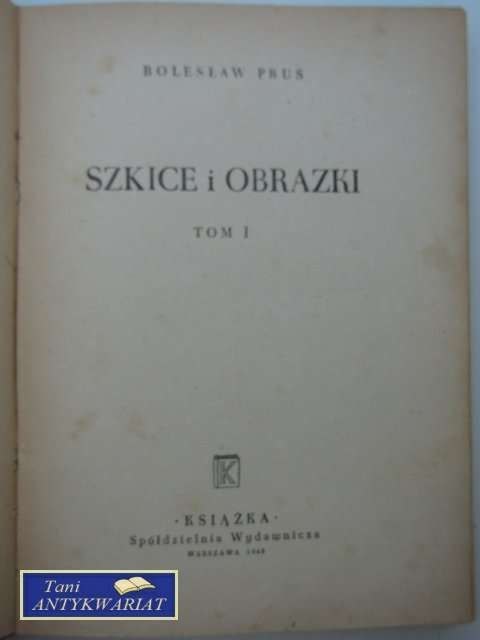 BOLESŁAW PRUS
SZKICE i OBRAZKI
TOM I
K
·KSIĄŻKA·
Spółdzielnia Wydawnicza
WARSZAWA
Tani
ANTYKWARIAT